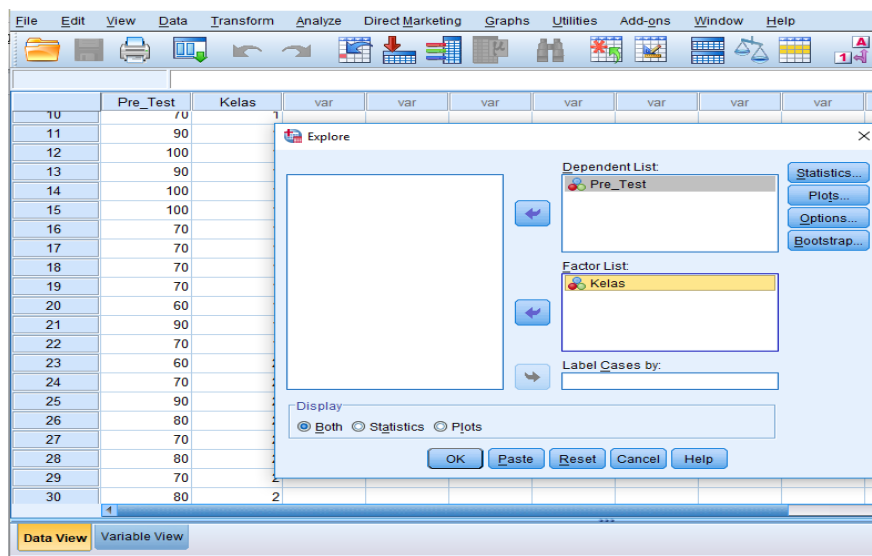 File Edit View Data Transform Analyze Direct Marketing Graphs Utilities Add-ons Window Help
Pre_Test Kelas var var var var var var var
10 70 1
11 90
12 100
13 90
14 100
15 100
16 70
17 70
18 70
19 70
20 60
21 90
22 70
23 60
24 70
25 90
26 80
27 70
28 80
29 70 2
30 80 2
Explore
Dependent List:
Pre_Test
Statistics...
Plots...
Options...
Bootstrap...
Factor List:
Kelas
Label Cases by:
Display
Both Statistics Plots
OK Paste Reset Cancel Help
Data View Variable View